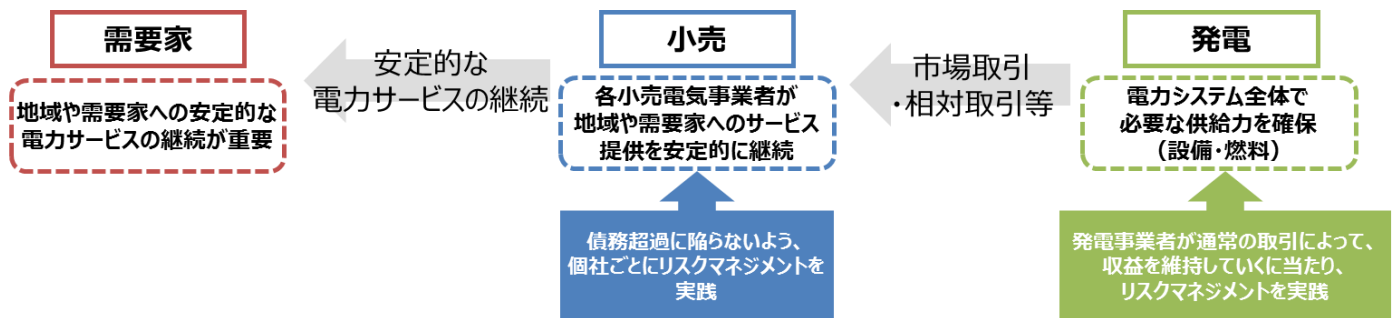 需要家
地域や需要家への安定的な
電力サービスの継続が重要
安定的な
電力サービスの継続
小売
各小売電気事業者が
地域や需要家へのサービス
提供を安定的に継続
債務超過に陥らないよう、
個社ごとにリスクマネジメントを
実践
市場取引
・相対取引等
発電
電力システム全体で
必要な供給力を確保
(設備・燃料)
発電事業者が通常の取引によって、
収益を維持していくに当たり、
リスクマネジメントを実践